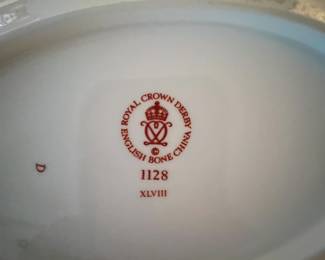 ROYAL CROWN DERBY
ENGLISH BONE CHINA
©
D
1128
XLVIII